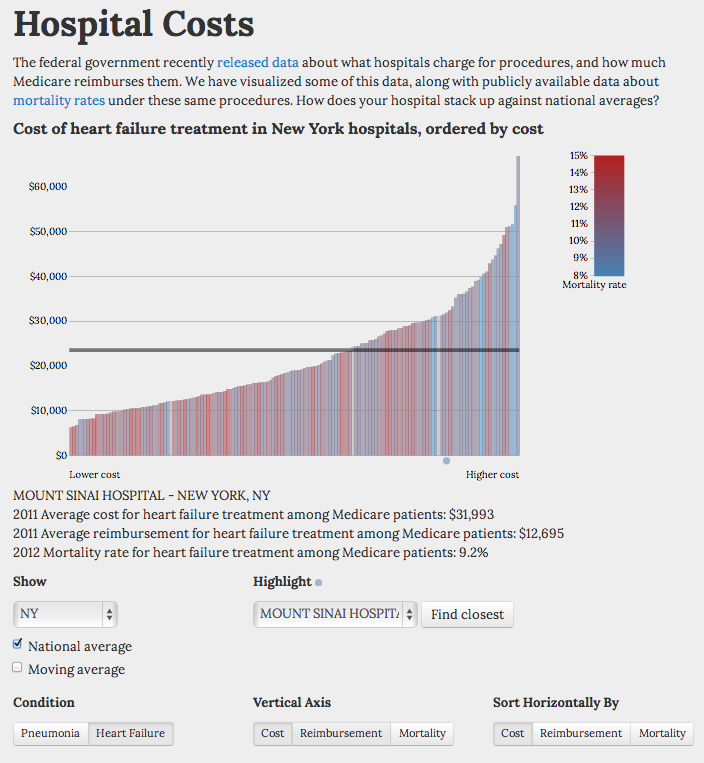 Hospital Costs
The federal government recently released data about what hospitals charge for procedures, and how much
Medicare reimburses them. We have visualized some of this data, along with publicly available data about
mortality rates under these same procedures. How does your hospital stack up against national averages?
Cost of heart failure treatment in New York hospitals, ordered by cost
$60,000
$50,000
$40,000
$30,000
$20,000
$10,000
$0
Lower cost Higher cost
15%
14%
13%
12%
11%
10%
9%
8%
Mortality rate
MOUNT SINAI HOSPITAL - NEW YORK, NY
2011 Average cost for heart failure treatment among Medicare patients: $31,993
2011 Average reimbursement for heart failure treatment among Medicare patients: $12,695
2012 Mortality rate for heart failure treatment among Medicare patients: 9.2%
Show Highlight
NY MOUNT SINAI HOSPITA Find closest
National average
Moving average
Condition Vertical Axis Sort Horizontally By
Pneumonia Heart Failure Cost Reimbursement Mortality Cost Reimbursement Mortality